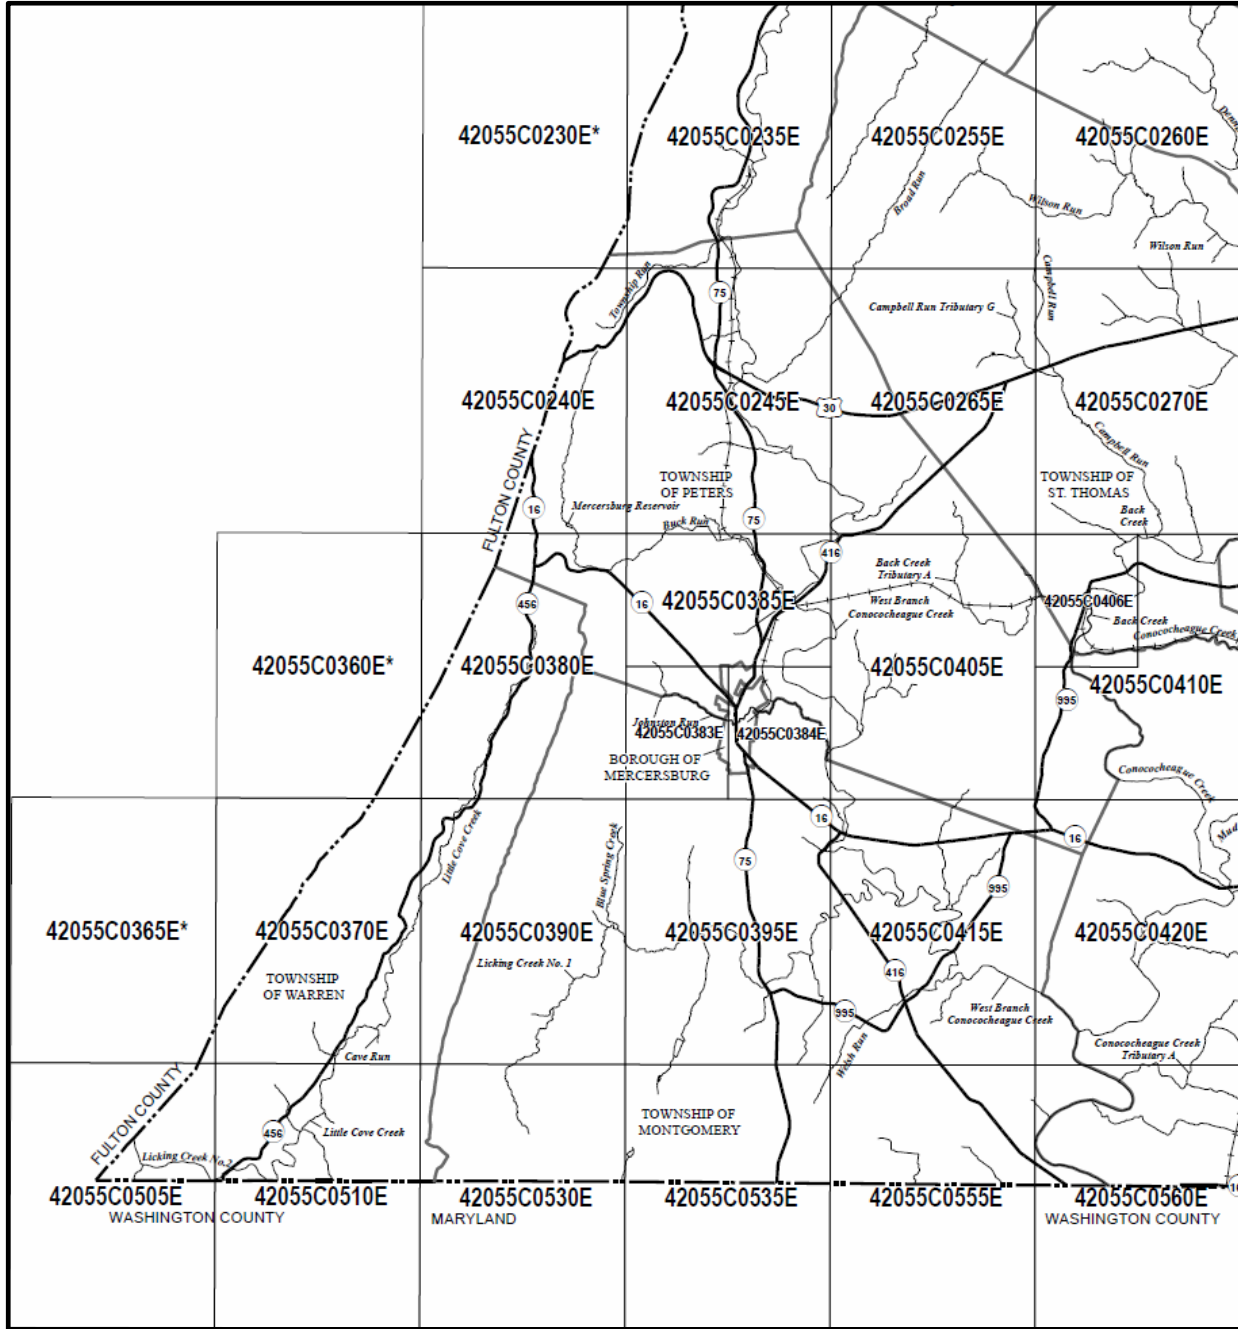 42055C0230E*
42055C0235E
42055C0255E
42055C0260E
Broad Run
Wilson Run
Wilson Run
Township Run
75
Campbell Run
Campbell Run Tributary G
42055C0240E
42055C0245E
30
42055C0265E
42055C0270E
Campbell Run
FULTON COUNTY
TOWNSHIP
OF PETERS
TOWNSHIP OF
ST. THOMAS
16
Mercersburg Reservoir
Buck Run
75
Back
Creek
416
Back Creek
Tributary A
456
16
42055C0385E
West Branch
Conococheague Creek
42055C0406E
Back Creek
Conococheague Creek
42055C0360E*
42055C0380E
42055C0405E
42055C0410E
995
Johnston Run
42055C0383E
42055C0384E
BOROUGH OF
MERCERSBURG
Conococheague Creek
Little Cove Creek
Blue Spring Creek
16
16
Mud
75
995
42055C0365E*
42055C0370E
42055C0390E
42055C0395E
42055C0415E
42055C0420E
Licking Creek No. 1
416
TOWNSHIP
OF WARREN
995
West Branch
Conococheague Creek
Cave Run
Welsh Run
Conococheague Creek
Tributary A
FULTON COUNTY
TOWNSHIP OF
MONTGOMERY
456
Little Cove Creek
Licking Creek No.2
42055C0505E
42055C0510E
42055C0530E
42055C0535E
42055C0555E
42055C0560E
WASHINGTON COUNTY
MARYLAND
WASHINGTON COUNTY